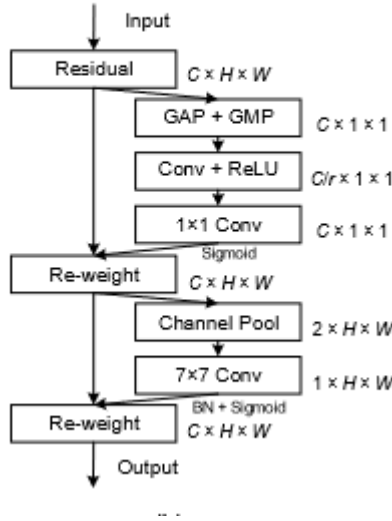 Input
Residual
C × H × W
GAP + GMP
C × 1 × 1
Conv + ReLU
C/r × 1 × 1
1×1 Conv
C × 1 × 1
Sigmoid
Re-weight
C × H × W
Channel Pool
2 × H × W
7×7 Conv
1 × H × W
BN + Sigmoid
Re-weight
C × H × W
Output